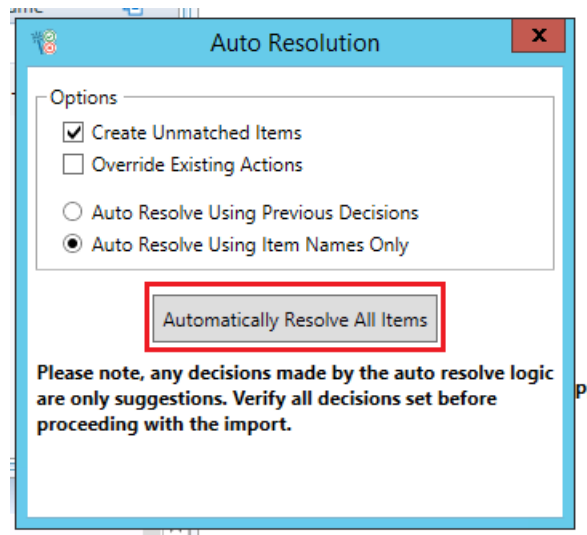 Auto Resolution
x
Options
Create Unmatched Items
Override Existing Actions
Auto Resolve Using Previous Decisions
Auto Resolve Using Item Names Only
Automatically Resolve All Items
Please note, any decisions made by the auto resolve logic
are only suggestions. Verify all decisions set before
proceeding with the import.